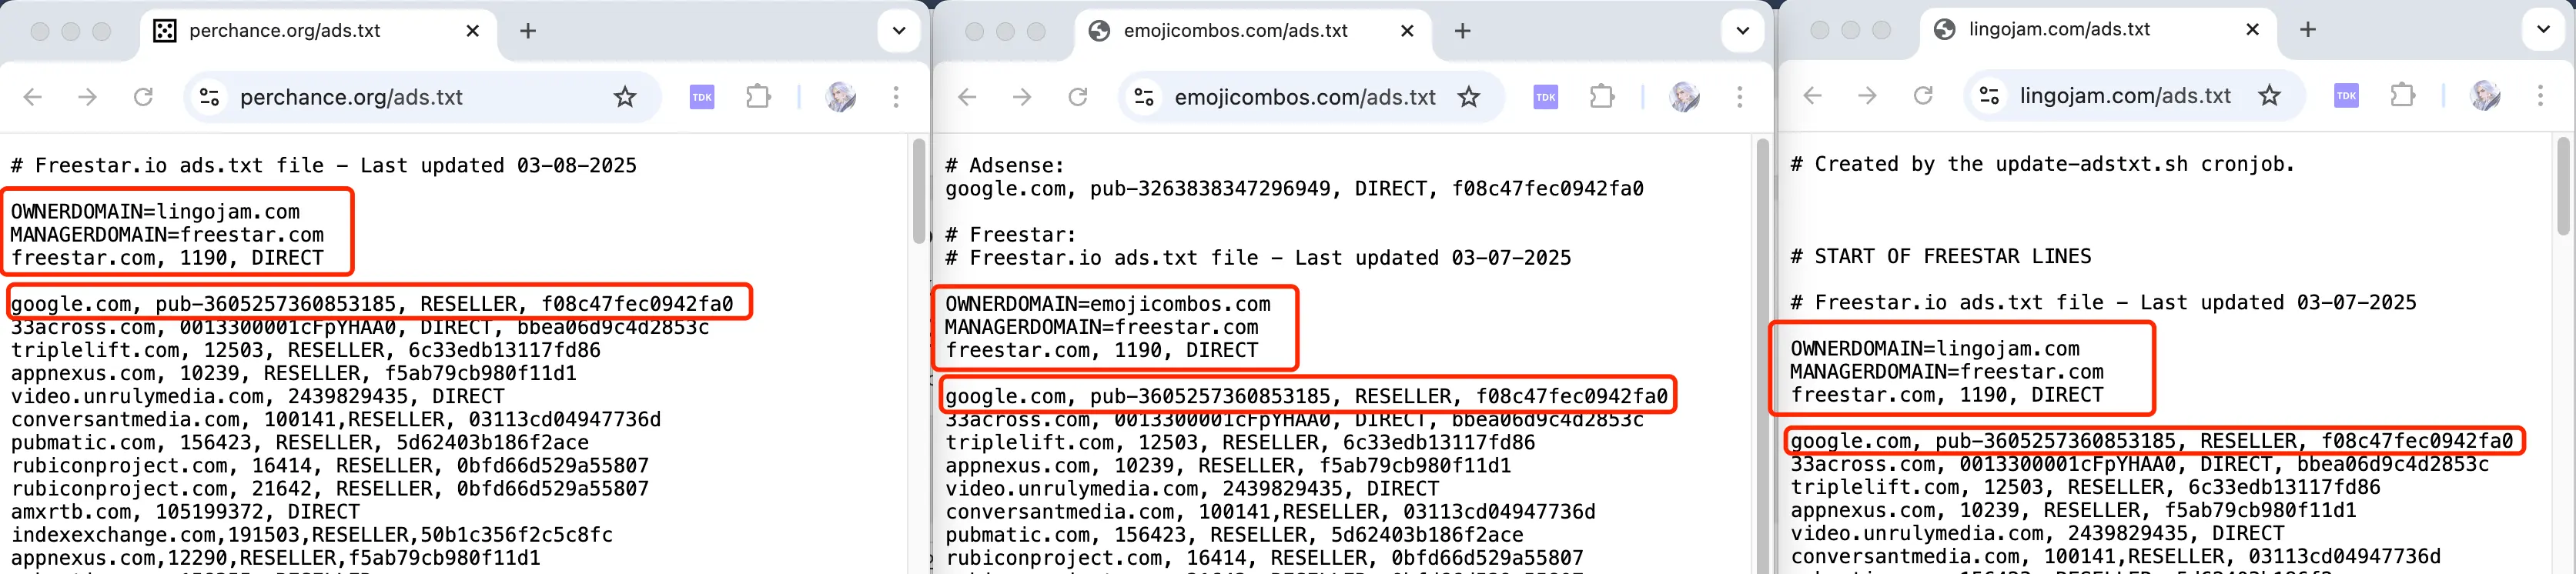 perchance.org/ads.txt
perchance.org/ads.txt
TDK
# Freestar.io ads.txt file – Last updated 03-08-2025
OWNERDOMAIN=lingojam.com
MANAGERDOMAIN=freestar.com
freestar.com, 1190, DIRECT
google.com, pub-3605257360853185, RESELLER, f08c47fec0942fa0
33across.com, 0013300001cFpYHAA0, DIRECT, bbea06d9c4d2853c
triplelift.com, 12503, RESELLER, 6c33edb13117fd86
appnexus.com, 10239, RESELLER, f5ab79cb980f11d1
video.unrulymedia.com, 2439829435, DIRECT
conversantmedia.com, 100141,RESELLER, 03113cd04947736d
pubmatic.com, 156423, RESELLER, 5d62403b186f2ace
rubiconproject.com, 16414, RESELLER, 0bfd66d529a55807
rubiconproject.com, 21642, RESELLER, 0bfd66d529a55807
amxrtb.com, 105199372, DIRECT
indexexchange.com,191503,RESELLER,50b1c356f2c5c8fc
appnexus.com,12290,RESELLER,f5ab79cb980f11d1
emojicombos.com/ads.txt
emojicombos.com/ads.txt
TDK
# Adsense:
google.com, pub-3263838347296949, DIRECT, f08c47fec0942fa0
# Freestar:
# Freestar.io ads.txt file – Last updated 03-07-2025
OWNERDOMAIN=emojicombos.com
MANAGERDOMAIN=freestar.com
freestar.com, 1190, DIRECT
google.com, pub-3605257360853185, RESELLER, f08c47fec0942fa0
33across.com, 0013300001cFpYHAA0, DIRECT, bbea06d9c4d2853c
triplelift.com, 12503, RESELLER, 6c33edb13117fd86
appnexus.com, 10239, RESELLER, f5ab79cb980f11d1
video.unrulymedia.com, 2439829435, DIRECT
conversantmedia.com, 100141,RESELLER, 03113cd04947736d
pubmatic.com, 156423, RESELLER, 5d62403b186f2ace
rubiconproject.com, 16414, RESELLER, 0bfd66d529a55807
lingojam.com/ads.txt
lingojam.com/ads.txt
TDK
# Created by the update-adstxt.sh cronjob.
# START OF FREESTAR LINES
# Freestar.io ads.txt file – Last updated 03-07-2025
OWNERDOMAIN=lingojam.com
MANAGERDOMAIN=freestar.com
freestar.com, 1190, DIRECT
google.com, pub-3605257360853185, RESELLER, f08c47fec0942fa0
33across.com, 0013300001cFpYHAA0, DIRECT, bbea06d9c4d2853c
triplelift.com, 12503, RESELLER, 6c33edb13117fd86
appnexus.com, 10239, RESELLER, f5ab79cb980f11d1
video.unrulymedia.com, 2439829435, DIRECT
conversantmedia.com, 100141,RESELLER, 03113cd04947736d